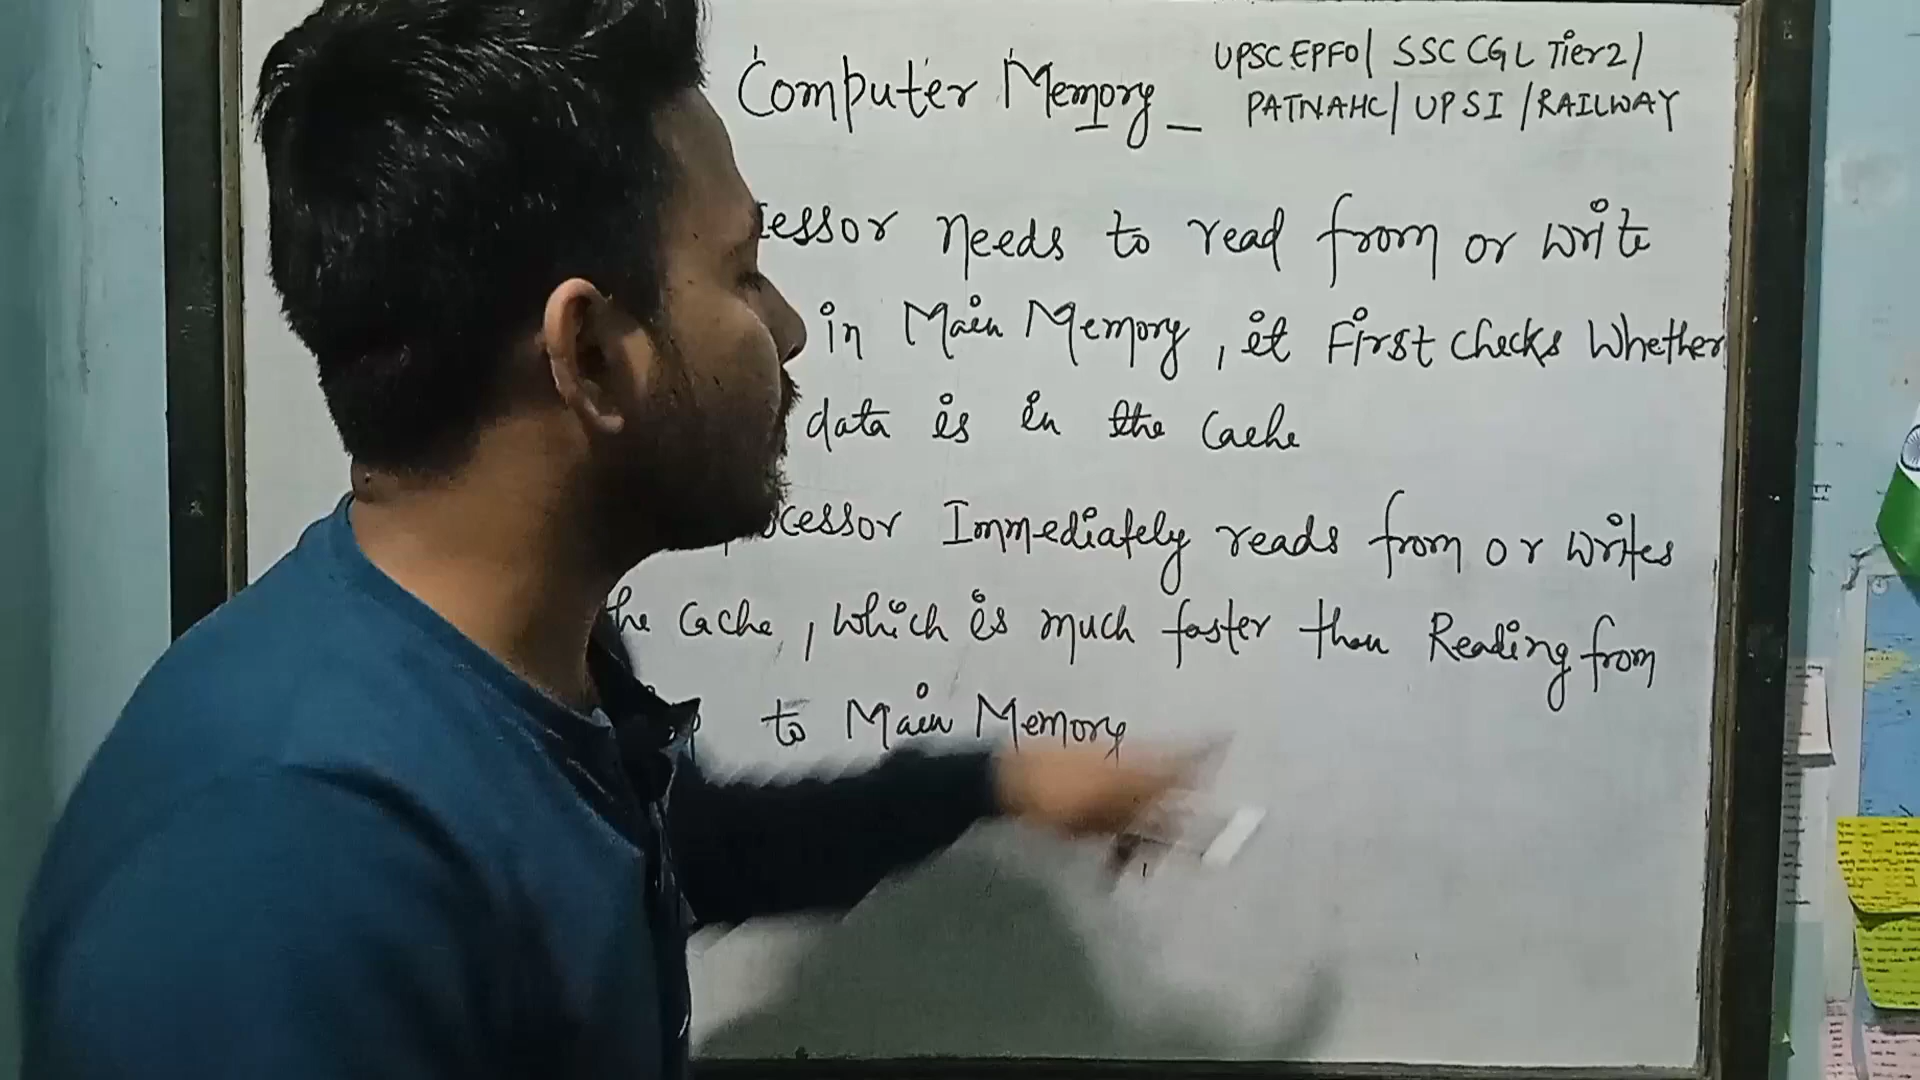 Computer Memory -
UPSC EPFO/ SSC CGL Tier2/
PATNAHC/ UPSI /RAILWAY
cessor needs to read from or write
in Main Memory, it First checks Whether
data is in the Cache
ocessor Immediately reads from or writes
he Cache, which is much faster than Reading from
to Main Memory